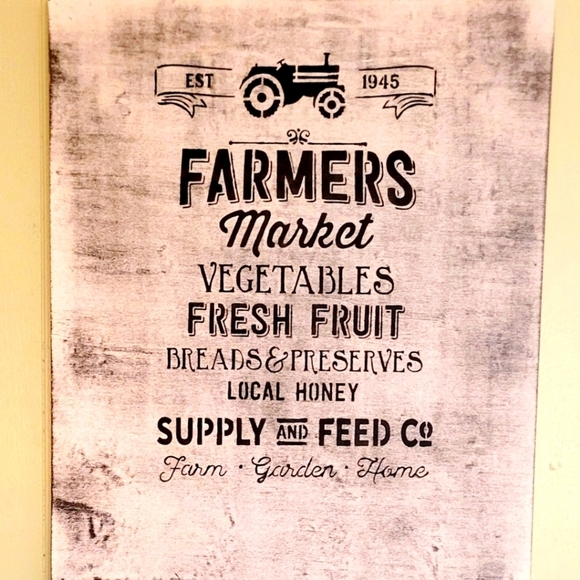 EST 1945
FARMERS
Market
VEGETABLES
FRESH FRUIT
BREADS & PRESERVES
LOCAL HONEY
SUPPLY AND FEED CO
Farm · Garden · Home